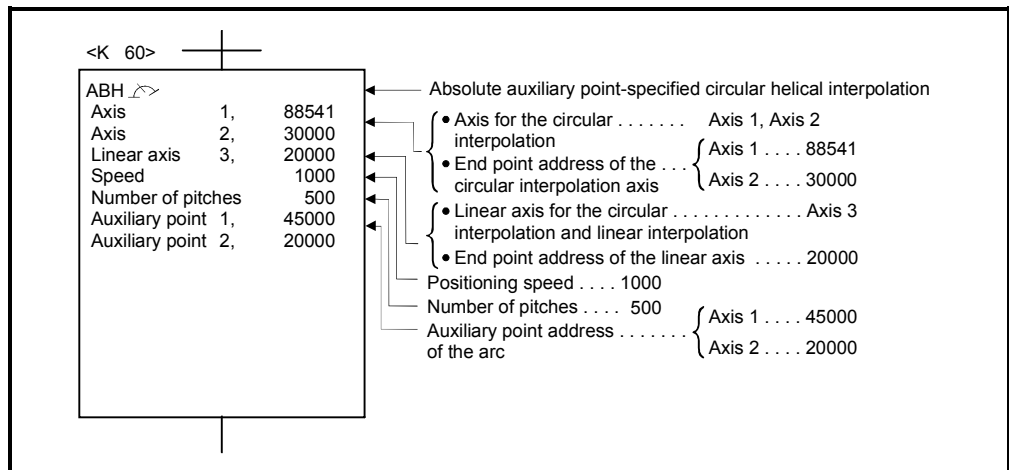 <K 60>
ABH
Axis 1, 88541
Axis 2, 30000
Linear axis 3, 20000
Speed 1000
Number of pitches 500
Auxiliary point 1, 45000
Auxiliary point 2, 20000
Absolute auxiliary point-specified circular helical interpolation
• Axis for the circular . . . . . . . Axis 1, Axis 2
interpolation
• End point address of the . . .
circular interpolation axis
Axis 1 . . . . 88541
Axis 2 . . . . 30000
• Linear axis for the circular . . . . . . . . . . . . . Axis 3
interpolation and linear interpolation
• End point address of the linear axis . . . . . 20000
Positioning speed . . . . 1000
Number of pitches . . . . 500
Auxiliary point address . . . . . . .
of the arc
Axis 1 . . . . 45000
Axis 2 . . . . 20000